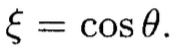 ξ = cos θ.